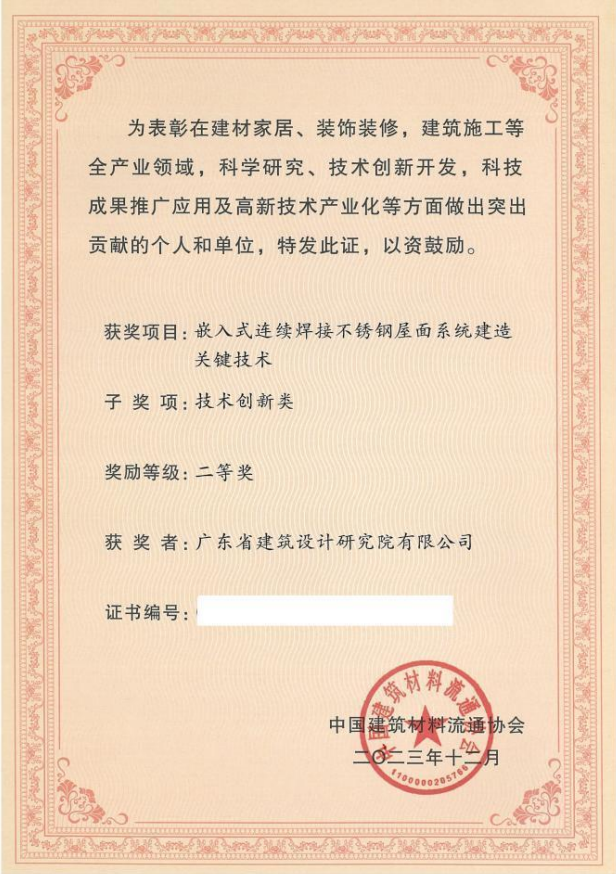 为表彰在建材家居、装饰装修，建筑施工等
全产业领域，科学研究、技术创新开发，科技
成果推广应用及高新技术产业化等方面做出突出
贡献的个人和单位，特发此证，以资鼓励。
获奖项目：嵌入式连续焊接不锈钢屋面系统建造
关键技术
子奖项：技术创新类
奖励等级：二等奖
获奖者：广东省建筑设计研究院有限公司
证书编号：
中国建筑材料流通协会
二〇二三年十二月
中国建筑材料流通协会